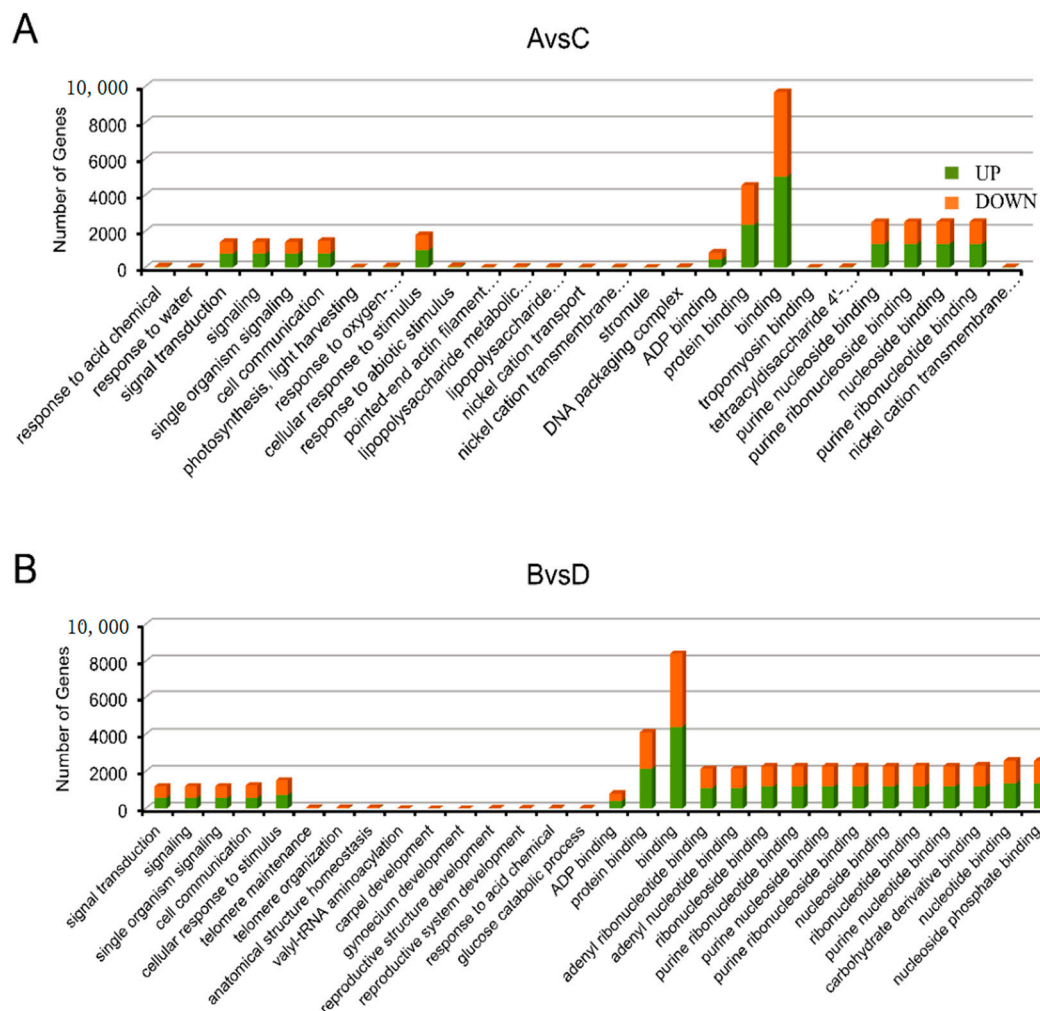 A
AvsC
Number of Genes
10,000
8000
6000
4000
2000
0
UP
DOWN
response to acid chemical
response to water
signal transduction
signaling
single organism signaling
cell communication
photosynthesis, light harvesting
response to oxygen-…
cellular response to stimulus
response to abiotic stimulus
pointed-end actin filament…
lipopolysaccharide metabolic…
lipopolysaccharide…
nickel cation transport
nickel cation transmembrane…
stromule
DNA packaging complex
ADP binding
protein binding
binding
tropomyosin binding
tetraacyldisaccharide 4'-…
purine nucleoside binding
purine ribonucleoside binding
nucleoside binding
purine ribonucleotide binding
nickel cation transmembrane…
B
BvsD
Number of Genes
10,000
8000
6000
4000
2000
0
signal transduction
signaling
single organism signaling
cell communication
cellular response to stimulus
telomere maintenance
telomere organization
anatomical structure homeostasis
valyl-tRNA aminoacylation
carpel development
gynoecium development
reproductive structure development
reproductive system development
response to acid chemical
glucose catabolic process
ADP binding
protein binding
binding
adenyl ribonucleotide binding
adenyl nucleotide binding
ribonucleoside binding
purine ribonucleotide binding
purine nucleoside binding
purine ribonucleoside binding
nucleoside binding
ribonucleotide binding
purine nucleotide binding
carbohydrate derivative binding
nucleotide binding
nucleoside phosphate binding